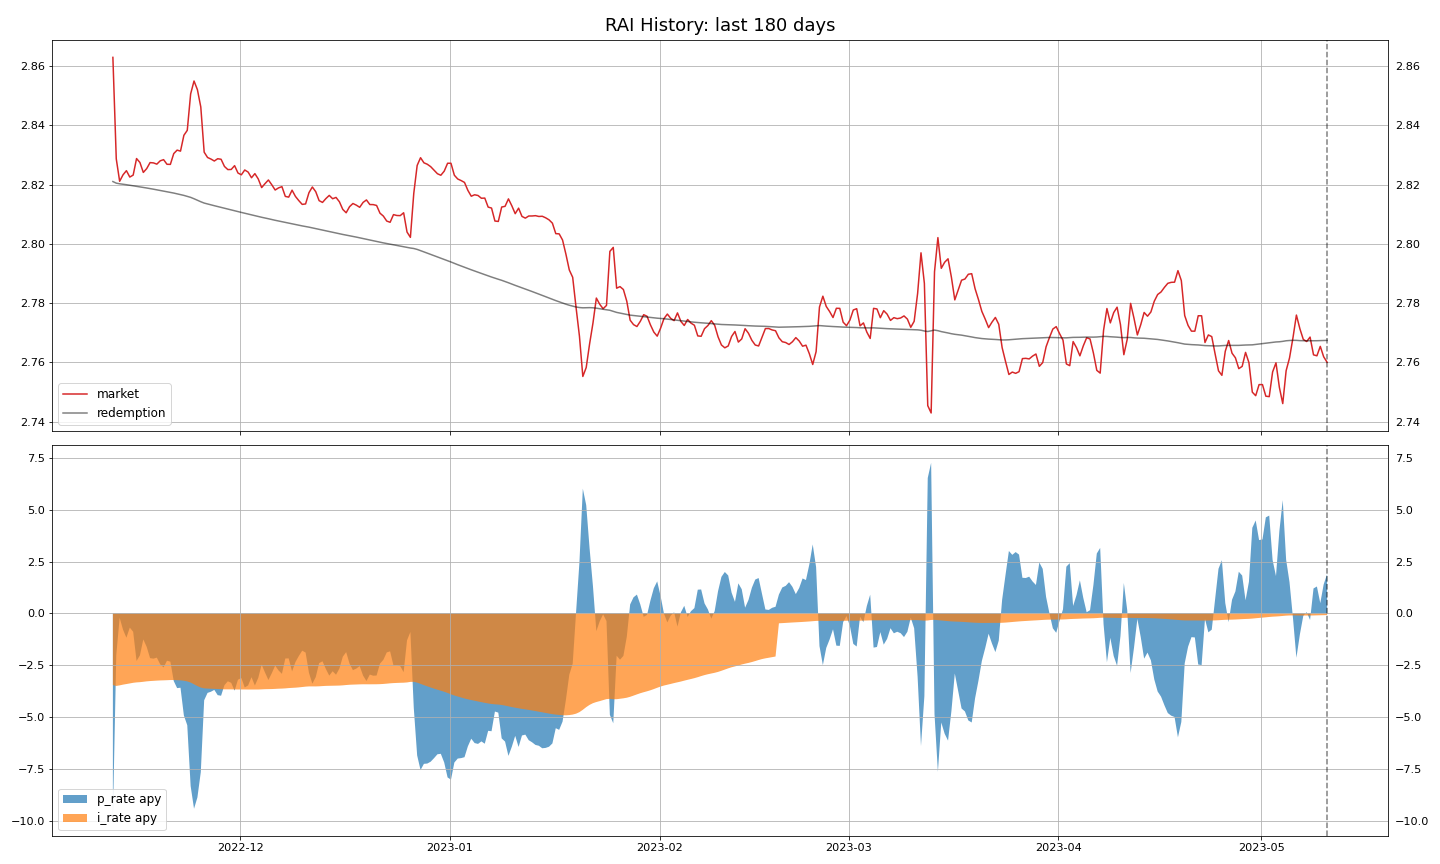 RAI History: last 180 days
2.86 2.86
2.84 2.84
2.82 2.82
2.80 2.80
2.78 2.78
2.76 2.76
2.74 2.74
market
redemption
7.5 7.5
5.0 5.0
2.5 2.5
0.0 0.0
−2.5 −2.5
−5.0 −5.0
−7.5 −7.5
−10.0 −10.0
p_rate apy
i_rate apy
2022-12 2023-01 2023-02 2023-03 2023-04 2023-05